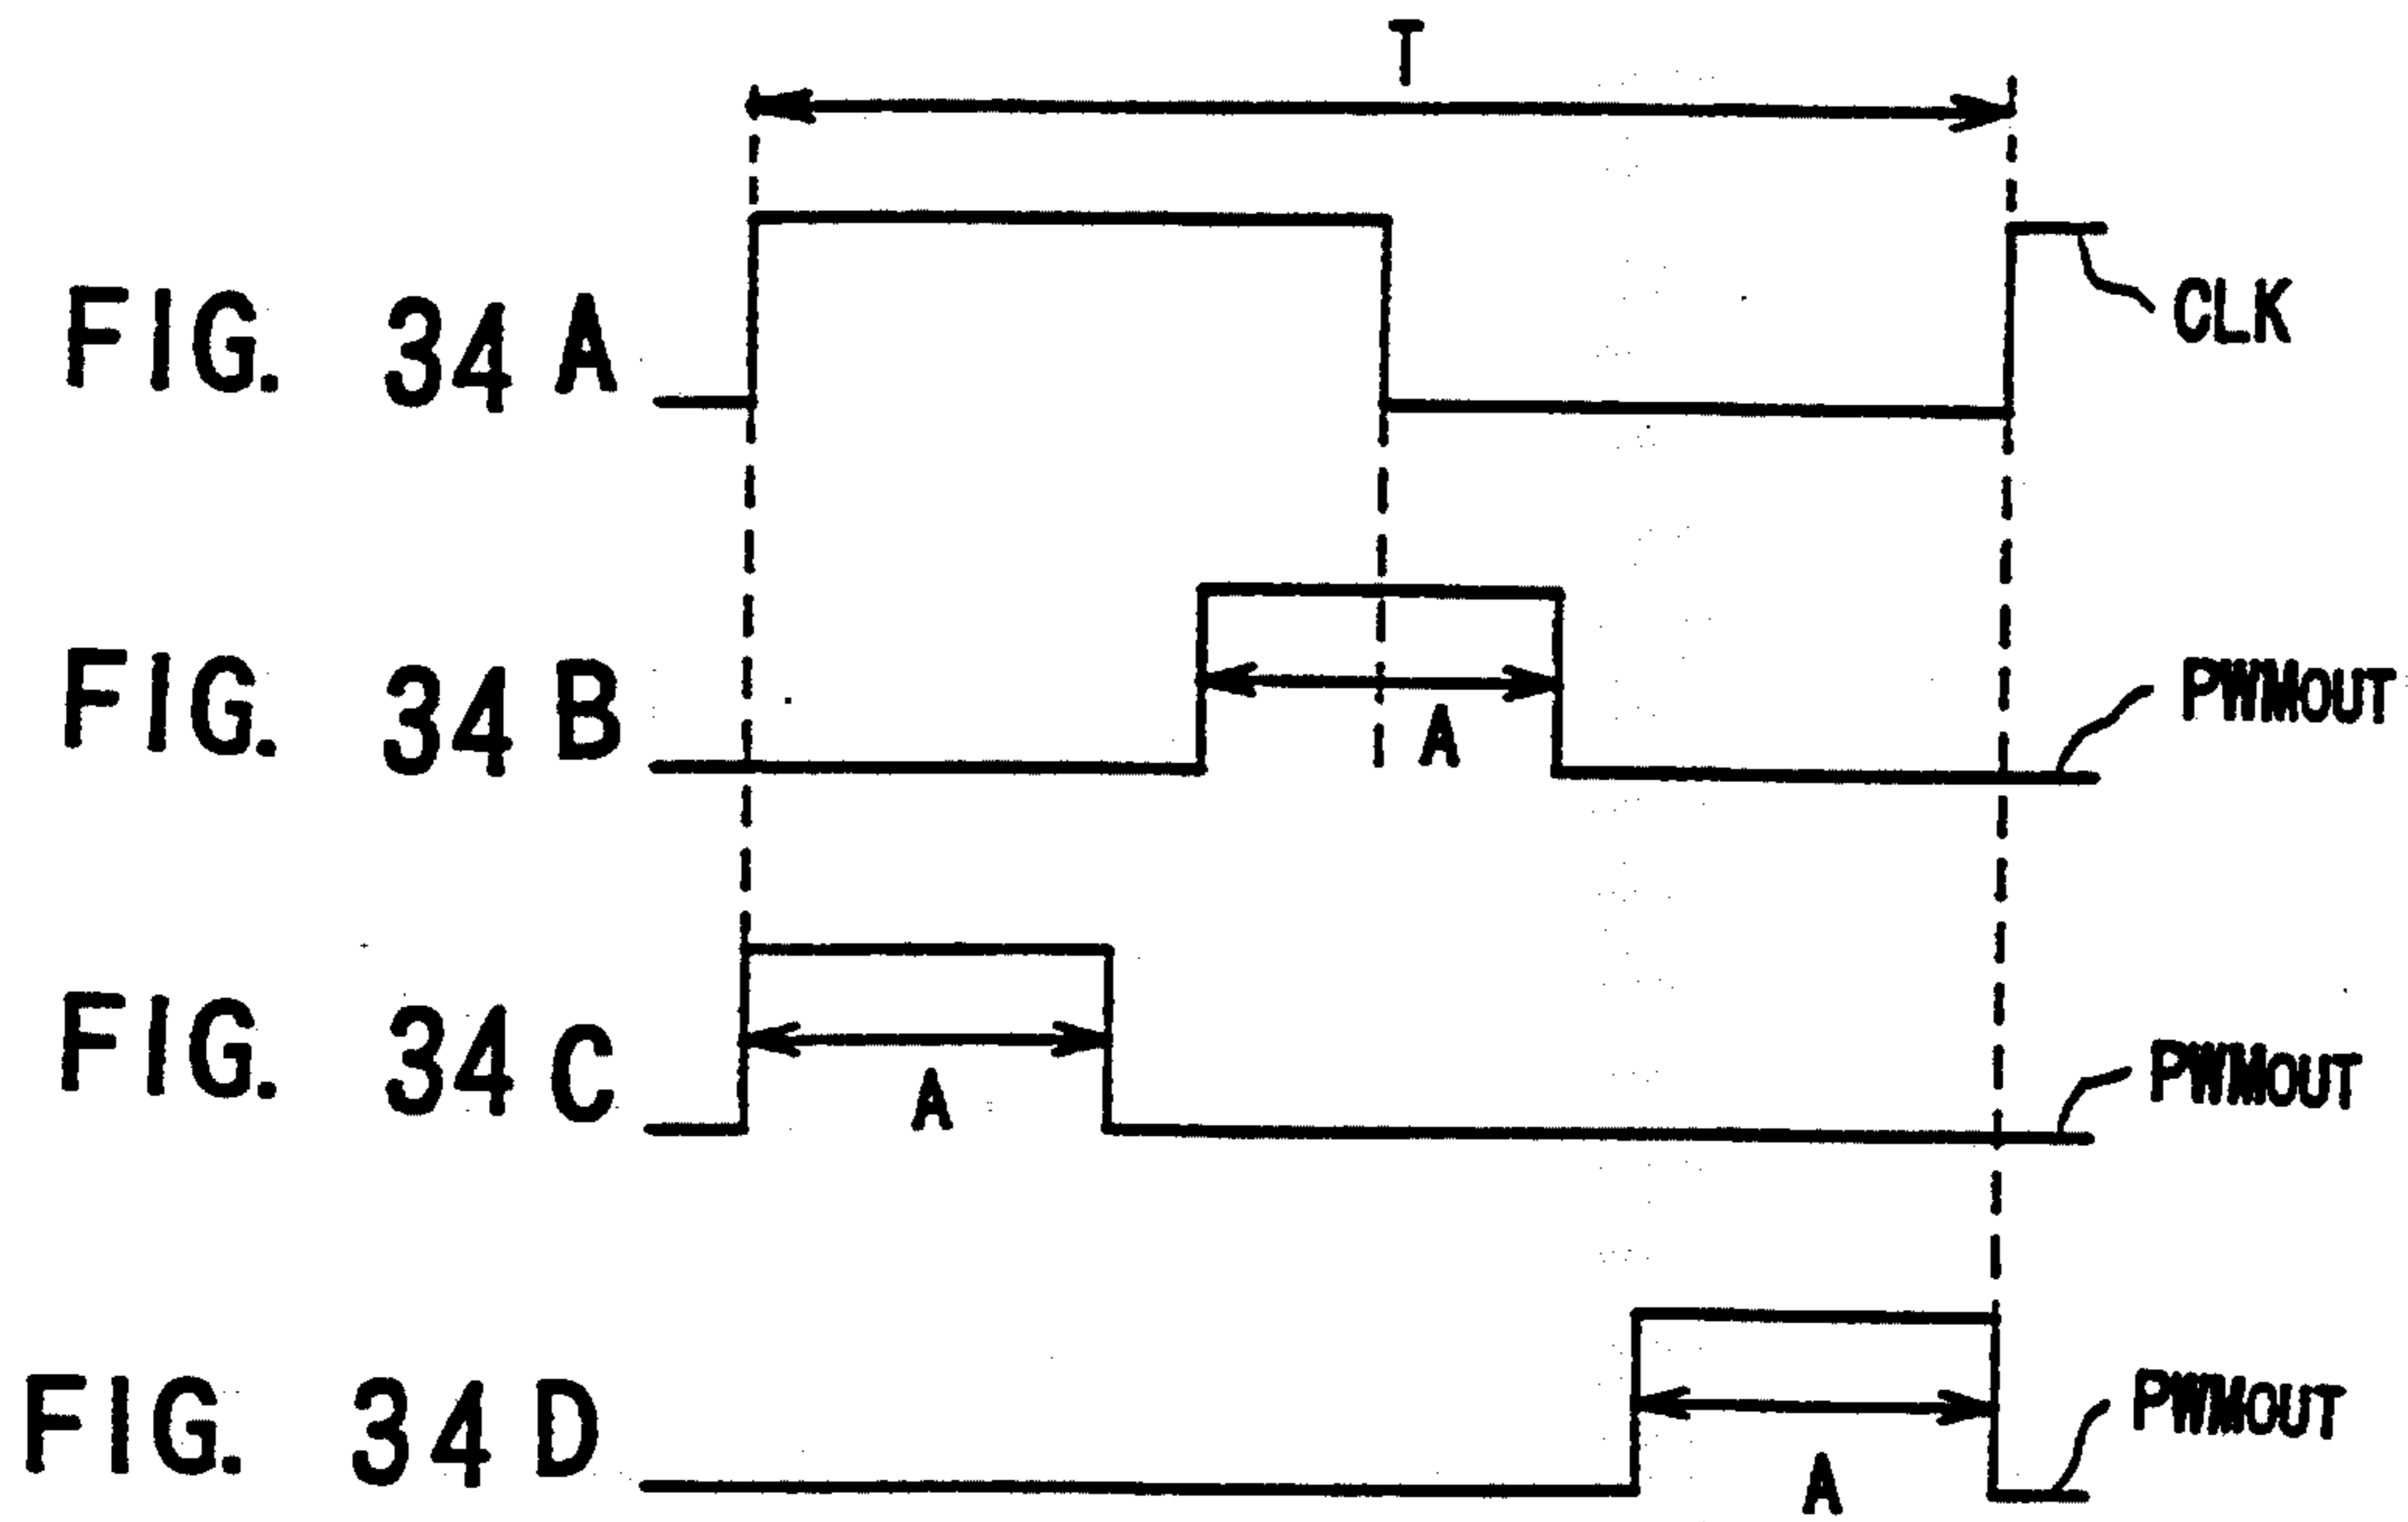 T
FIG. 34 A
CLK
FIG. 34 B
A
PWMOUT
FIG. 34 C
A
PWMOUT
FIG. 34 D
A
PWMOUT